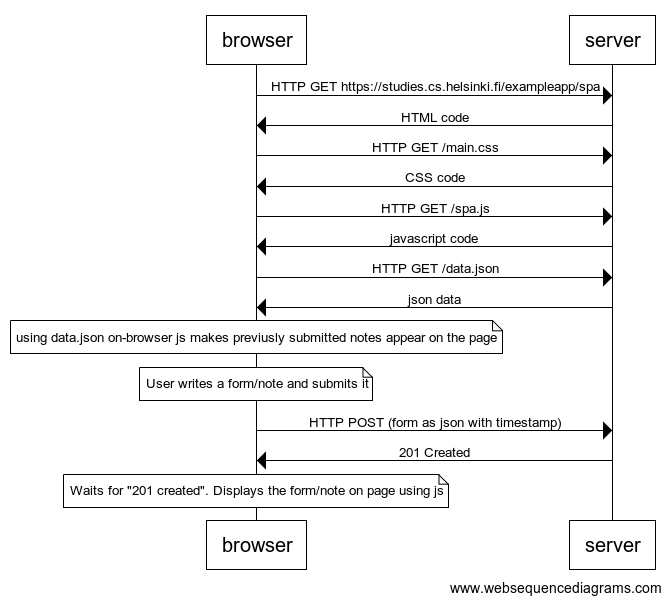 browser server
HTTP GET https://studies.cs.helsinki.fi/exampleapp/spa
HTML code
HTTP GET /main.css
CSS code
HTTP GET /spa.js
javascript code
HTTP GET /data.json
json data
using data.json on-browser js makes previusly submitted notes appear on the page
User writes a form/note and submits it
HTTP POST (form as json with timestamp)
201 Created
Waits for "201 created". Displays the form/note on page using js
browser server
www.websequencediagrams.com